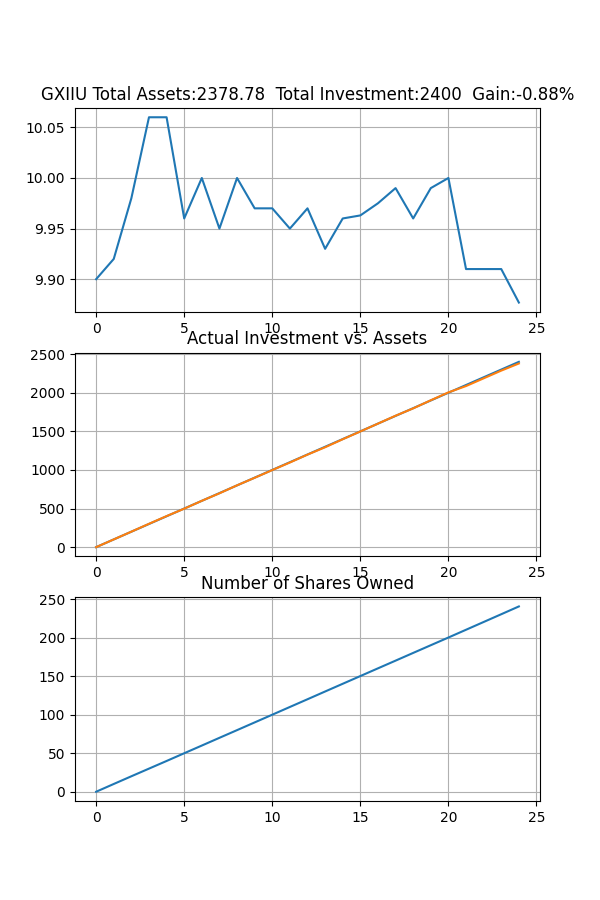 GXIIU Total Assets:2378.78  Total Investment:2400  Gain:-0.88%
10.05
10.00
9.95
9.90
0 5 10 15 20 25
Actual Investment vs. Assets
2500
2000
1500
1000
500
0
0 5 10 15 20 25
Number of Shares Owned
250
200
150
100
50
0
0 5 10 15 20 25